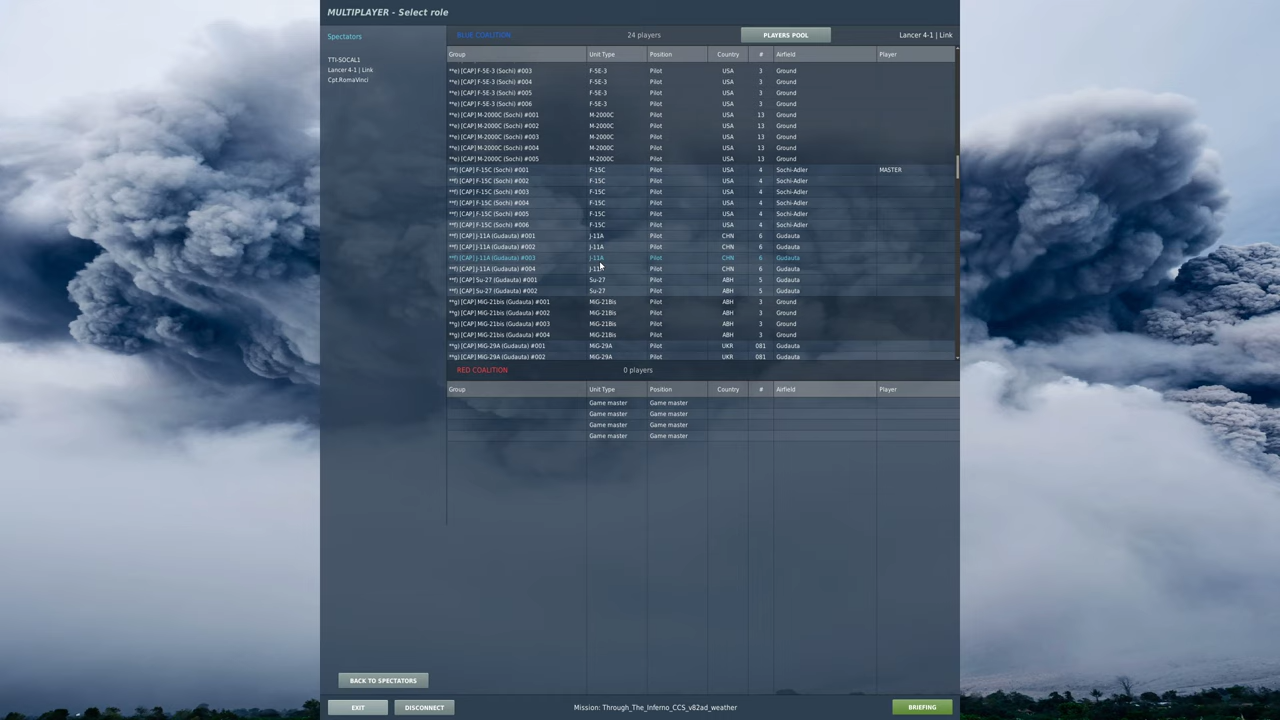 MULTIPLAYER - Select role
Spectators
TTI-SOCAL1
Lancer 4-1 | Link
Cpt.RomaVinci
BLUE COALITION 24 players PLAYERS POOL Lancer 4-1 | Link
Group Unit Type Position Country # Airfield Player
**e) [CAP] F-5E-3 (Sochi) #003 F-5E-3 Pilot USA 3 Ground
**e) [CAP] F-5E-3 (Sochi) #004 F-5E-3 Pilot USA 3 Ground
**e) [CAP] F-5E-3 (Sochi) #005 F-5E-3 Pilot USA 3 Ground
**e) [CAP] F-5E-3 (Sochi) #006 F-5E-3 Pilot USA 3 Ground
**e) [CAP] M-2000C (Sochi) #001 M-2000C Pilot USA 13 Ground
**e) [CAP] M-2000C (Sochi) #002 M-2000C Pilot USA 13 Ground
**e) [CAP] M-2000C (Sochi) #003 M-2000C Pilot USA 13 Ground
**e) [CAP] M-2000C (Sochi) #004 M-2000C Pilot USA 13 Ground
**e) [CAP] M-2000C (Sochi) #005 M-2000C Pilot USA 13 Ground
**f) [CAP] F-15C (Sochi) #001 F-15C Pilot USA 4 Sochi-Adler MASTER
**f) [CAP] F-15C (Sochi) #002 F-15C Pilot USA 4 Sochi-Adler
**f) [CAP] F-15C (Sochi) #003 F-15C Pilot USA 4 Sochi-Adler
**f) [CAP] F-15C (Sochi) #004 F-15C Pilot USA 4 Sochi-Adler
**f) [CAP] F-15C (Sochi) #005 F-15C Pilot USA 4 Sochi-Adler
**f) [CAP] F-15C (Sochi) #006 F-15C Pilot USA 4 Sochi-Adler
**f) [CAP] J-11A (Gudauta) #001 J-11A Pilot CHN 6 Gudauta
**f) [CAP] J-11A (Gudauta) #002 J-11A Pilot CHN 6 Gudauta
**f) [CAP] J-11A (Gudauta) #003 J-11A Pilot CHN 6 Gudauta
**f) [CAP] J-11A (Gudauta) #004 J-11A Pilot CHN 6 Gudauta
**f) [CAP] Su-27 (Gudauta) #001 Su-27 Pilot ABH 5 Gudauta
**f) [CAP] Su-27 (Gudauta) #002 Su-27 Pilot ABH 5 Gudauta
**g) [CAP] MiG-21bis (Gudauta) #001 MiG-21Bis Pilot ABH 3 Ground
**g) [CAP] MiG-21bis (Gudauta) #002 MiG-21Bis Pilot ABH 3 Ground
**g) [CAP] MiG-21bis (Gudauta) #003 MiG-21Bis Pilot ABH 3 Ground
**g) [CAP] MiG-21bis (Gudauta) #004 MiG-21Bis Pilot ABH 3 Ground
**g) [CAP] MiG-29A (Gudauta) #001 MiG-29A Pilot UKR 081 Gudauta
**g) [CAP] MiG-29A (Gudauta) #002 MiG-29A Pilot UKR 081 Gudauta
RED COALITION 0 players
Group Unit Type Position Country # Airfield Player
Game master Game master
Game master Game master
Game master Game master
Game master Game master
BACK TO SPECTATORS
EXIT DISCONNECT Mission: Through_The_Inferno_CCS_v82ad_weather BRIEFING